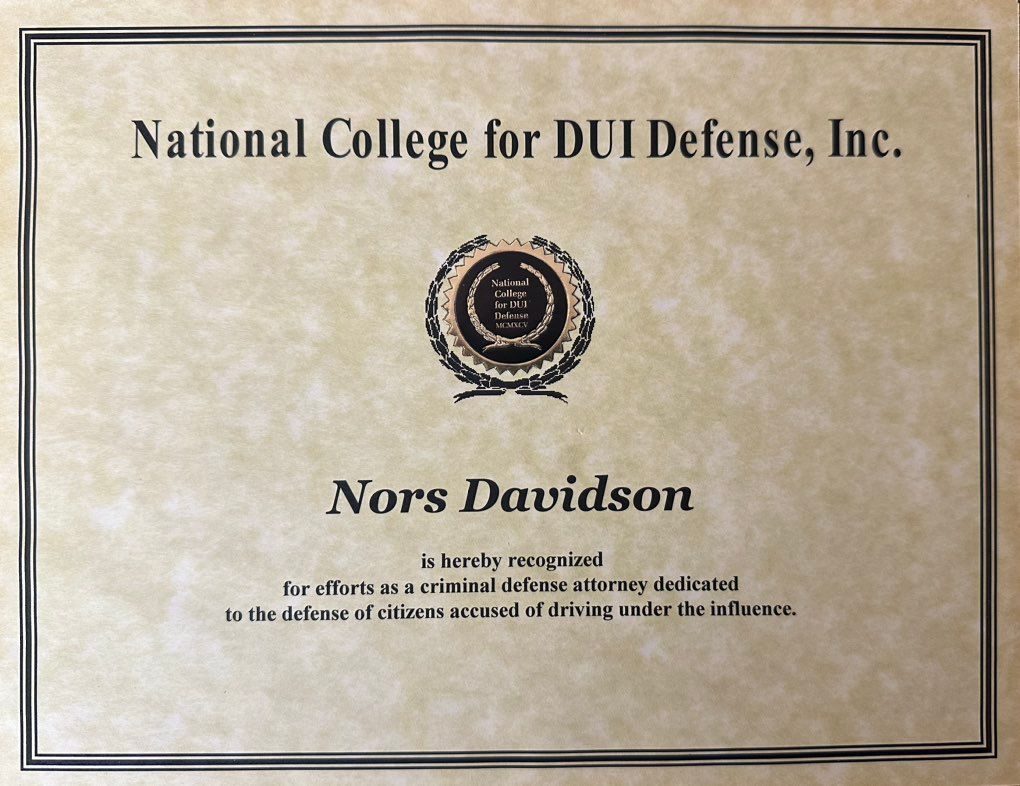 National College for DUI Defense, Inc.
National
College
for DUI
Defense
MCMXCV
Nors Davidson
is hereby recognized
for efforts as a criminal defense attorney dedicated
to the defense of citizens accused of driving under the influence.